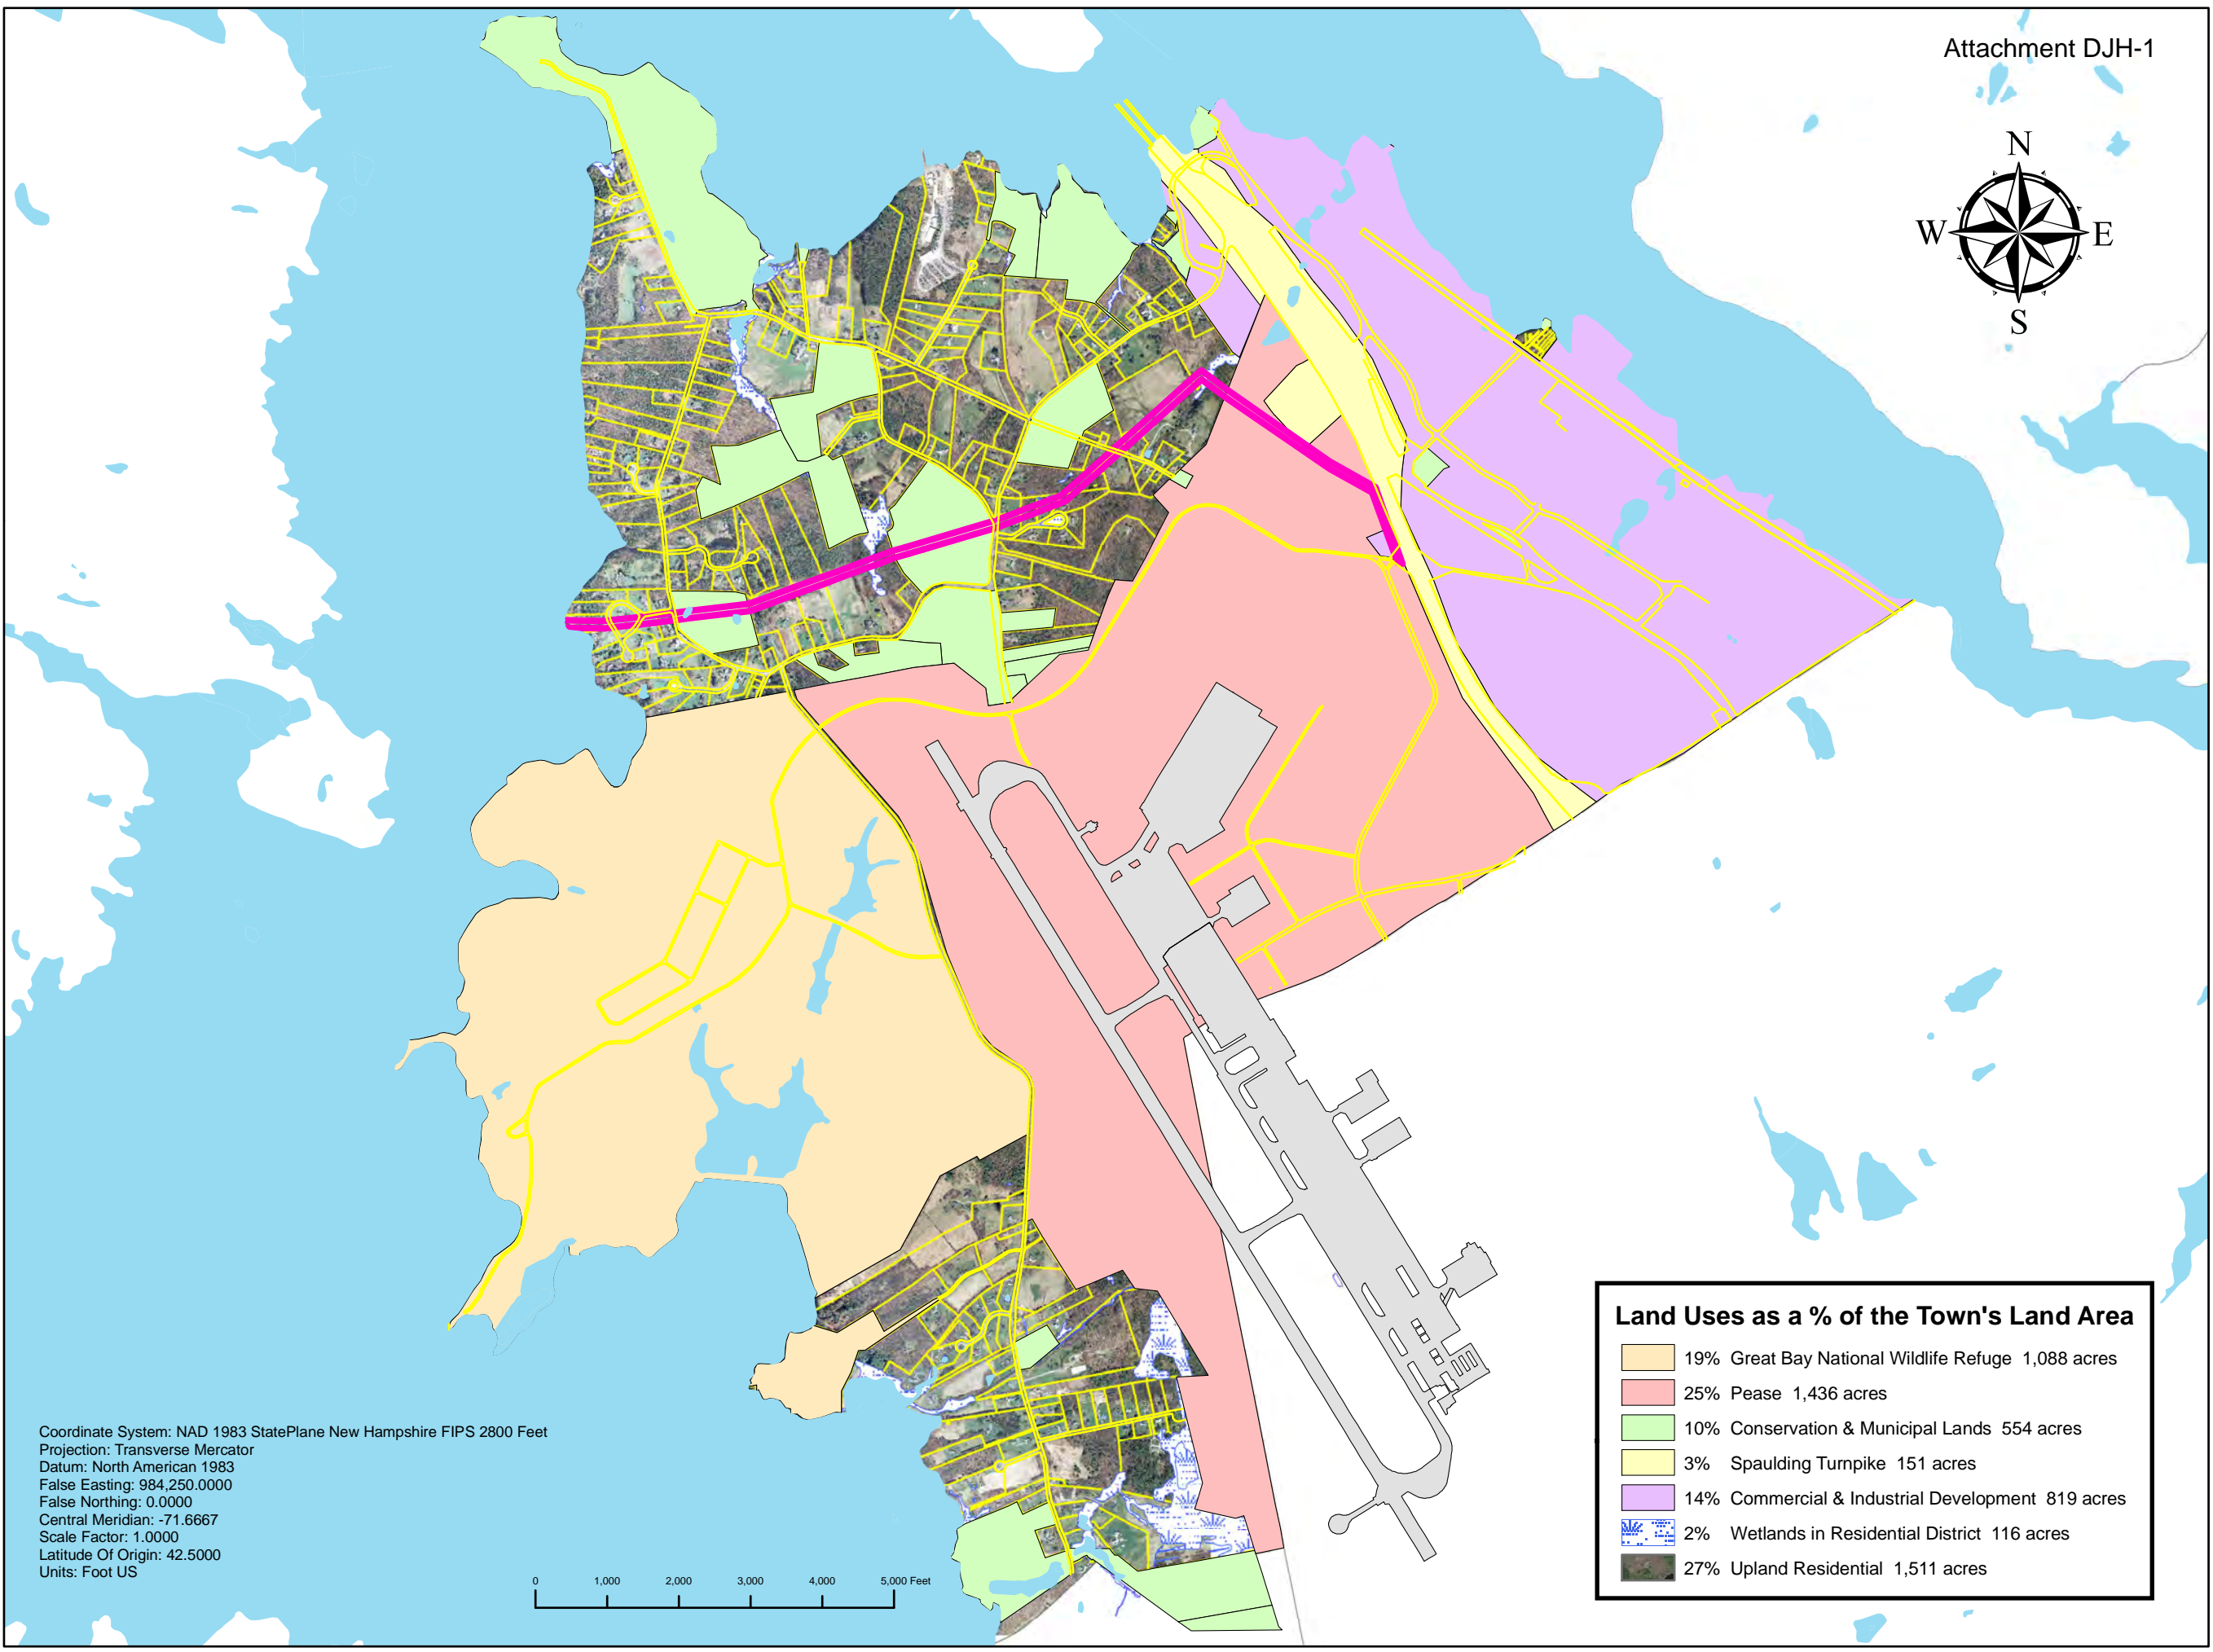 Attachment DJH-1
N
W
E
S
Land Uses as a % of the Town's Land Area
19% Great Bay National Wildlife Refuge 1,088 acres
25% Pease 1,436 acres
10% Conservation & Municipal Lands 554 acres
3% Spaulding Turnpike 151 acres
14% Commercial & Industrial Development 819 acres
2% Wetlands in Residential District 116 acres
27% Upland Residential 1,511 acres
Coordinate System: NAD 1983 StatePlane New Hampshire FIPS 2800 Feet
Projection: Transverse Mercator
Datum: North American 1983
False Easting: 984,250.0000
False Northing: 0.0000
Central Meridian: -71.6667
Scale Factor: 1.0000
Latitude Of Origin: 42.5000
Units: Foot US
0 1,000 2,000 3,000 4,000 5,000 Feet